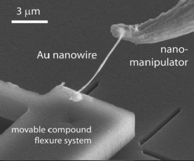 3 µm
Au nanowire
nano-
manipulator
movable compound
flexure system